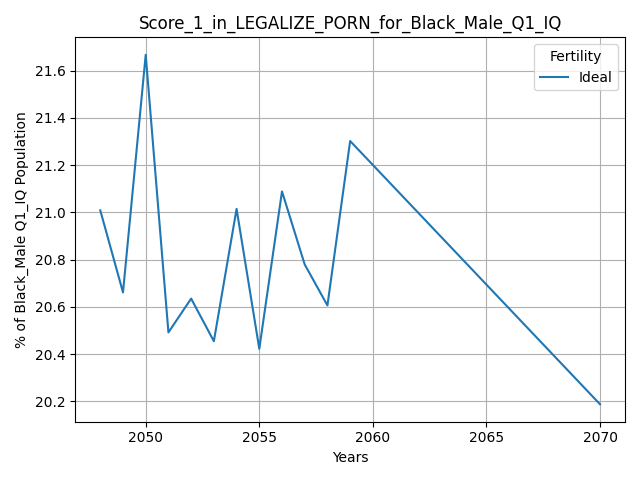 Score_1_in_LEGALIZE_PORN_for_Black_Male_Q1_IQ
Fertility
Ideal
% of Black_Male Q1_IQ Population
21.6
21.4
21.2
21.0
20.8
20.6
20.4
20.2
2050 2055 2060 2065 2070
Years